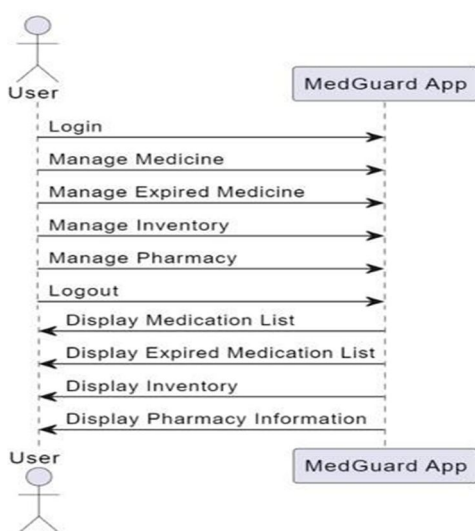 User
MedGuard App
Login
Manage Medicine
Manage Expired Medicine
Manage Inventory
Manage Pharmacy
Logout
Display Medication List
Display Expired Medication List
Display Inventory
Display Pharmacy Information
User
MedGuard App